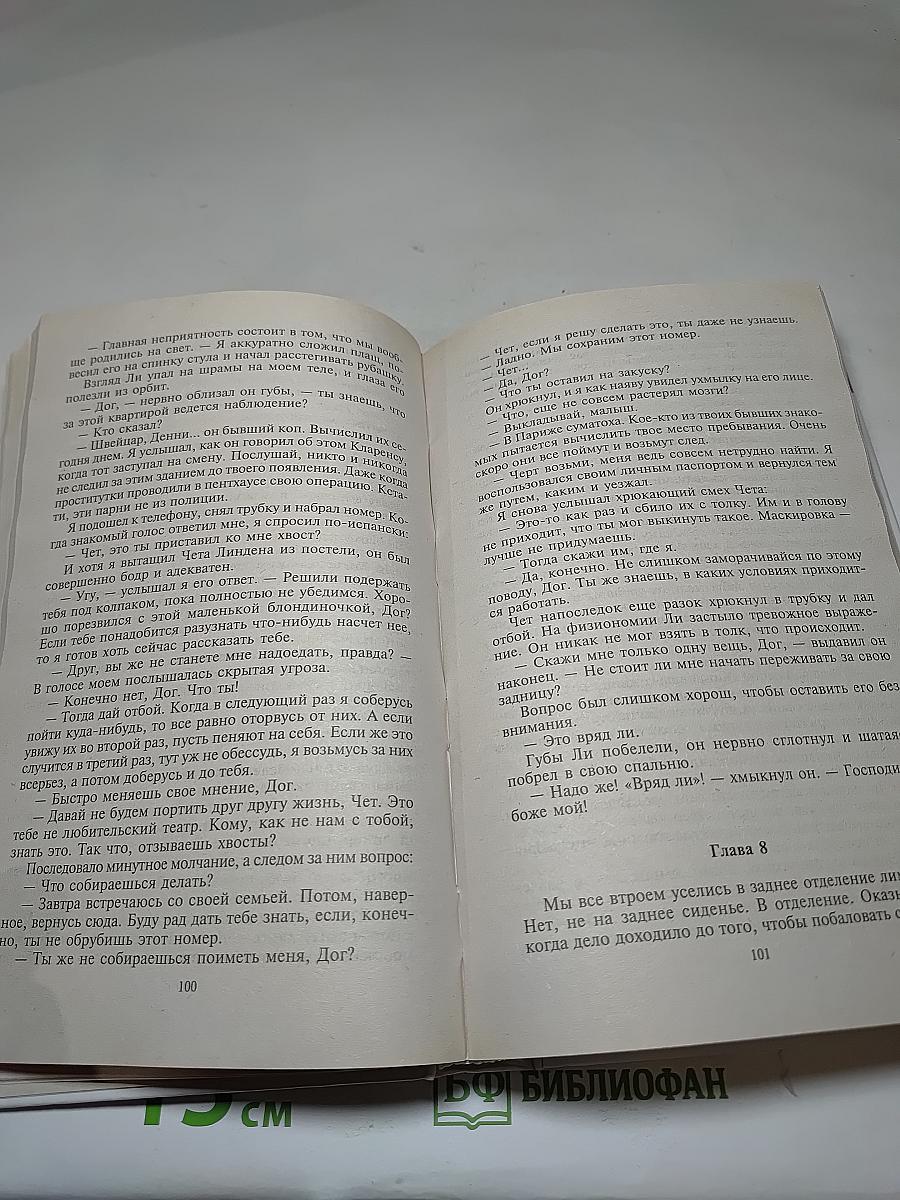 — Главная неприятность состоит в том, что мы вооб-
ще родились на свет. — Я аккуратно сложил плащ, по-
весил его на спинку стула и начал расстегивать рубашку.
Взгляд Ли упал на шрамы на моем теле, и глаза его
полезли из орбит.
— Дог, — нервно облизал он губы, — ты знаешь, что
за этой квартирой ведется наблюдение?
— Кто сказал?
— Швейцар, Денни... он бывший коп. Вычислил их се-
годня днем. Я услышал, как он говорил об этом Кларенсу,
когда тот заступал на смену. Послушай, никто и никогда
не следил за этим зданием до твоего появления. Даже когда
проститутки проводили в пентхаусе свою операцию. Кста-
ти, эти парни не из полиции.
Я подошел к телефону, снял трубку и набрал номер. Ко-
гда знакомый голос ответил мне, я спросил по-испански:
— Чет, это ты приставил ко мне хвост?
И хотя я вытащил Чета Линдена из постели, он был
совершенно бодр и адекватен.
— Угу, — услышал я его ответ. — Решили подержать
тебя под колпаком, пока полностью не убедимся. Хоро-
шо порезвился с этой маленькой блондиночкой, Дог?
Если тебе понадобится разузнать что-нибудь насчет нее,
то я готов хоть сейчас рассказать тебе.
— Друг, вы же не станете мне надоедать, правда? —
В голосе моем послышалась скрытая угроза.
— Конечно нет, Дог. Что ты!
— Тогда дай отбой. Когда в следующий раз я соберусь
пойти куда-нибудь, то все равно оторвусь от них. А если
увижу их во второй раз, пусть пеняют на себя. Если же это
случится в третий раз, тут уж не обессудь, я возьмусь за них
всерьез, а потом доберусь и до тебя.
— Быстро меняешь свое мнение, Дог.
— Давай не будем портить друг другу жизнь, Чет. Это
тебе не любительский театр. Кому, как не нам с тобой,
знать это. Так что, отзываешь хвосты?
Последовало минутное молчание, а следом за ним вопрос:
— Что собираешься делать?
— Завтра встречаюсь со своей семьей. Потом, навер-
ное, вернусь сюда. Буду рад дать тебе знать, если, конеч-
но, ты не обрубишь этот номер.
— Ты же не собираешься поиметь меня, Дог?
100
— Чет, если я решу сделать это, ты даже не узнаешь.
— Ладно. Мы сохраним этот номер.
— Чет...
— Да, Дог?
— Что ты оставил на закуску?
Он хрюкнул, и я как наяву увидел ухмылку на его лице.
— Что, еще не совсем растерял мозги?
— Выкладывай, малыш.
— В Париже суматоха. Кое-кто из твоих бывших знако-
мых пытается вычислить твое место пребывания. Очень
скоро они все поймут и возьмут след.
— Черт возьми, меня ведь совсем нетрудно найти. Я
воспользовался своим личным паспортом и вернулся тем
же путем, каким и уезжал.
Я снова услышал хрюкающий смех Чета:
— Это-то как раз и сбило их с толку. Им и в голову
не приходит, что ты мог выкинуть такое. Маскировка —
лучше не придумаешь.
— Тогда скажи им, где я.
— Да, конечно. Не слишком заморачивайся по этому
поводу, Дог. Ты же знаешь, в каких условиях приходит-
ся работать.
Чет напоследок еще разок хрюкнул в трубку и дал
отбой. На физиономии Ли застыло тревожное выраже-
ние. Он никак не мог взять в толк, что происходит.
— Скажи мне только одну вещь, Дог, — выдавил он
наконец. — Не стоит ли мне начать переживать за свою
задницу?
Вопрос был слишком хорош, чтобы оставить его без
внимания.
— Это вряд ли.
Губы Ли побелели, он нервно сглотнул и шатая
побрел в свою спальню.
— Надо же! «Вряд ли»! — хмыкнул он. — Господи
боже мой!
Глава 8
Мы все втроем уселись в заднее отделение лим
Нет, не на заднее сиденье. В отделение. Оказы
когда дело доходило до того, чтобы побаловать с
101
15 см
БФ БИБЛИОФАН